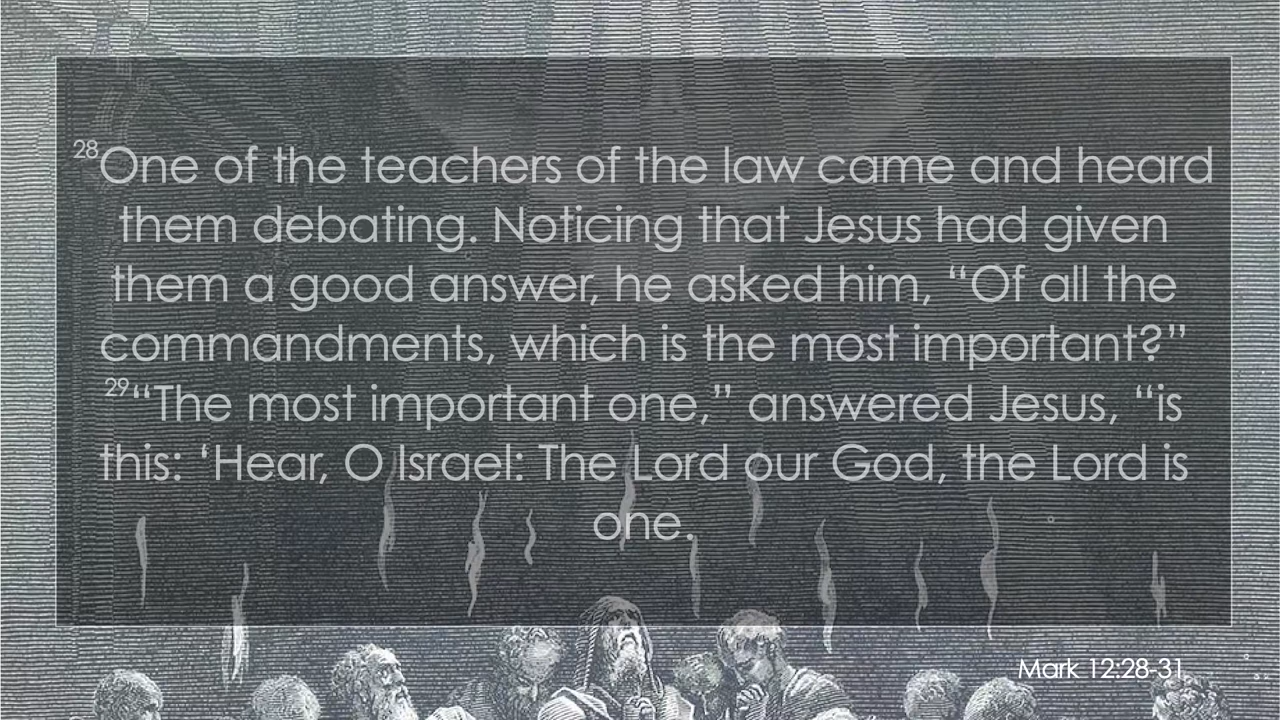 28One of the teachers of the law came and heard
them debating. Noticing that Jesus had given
them a good answer, he asked him, “Of all the
commandments, which is the most important?”
29“The most important one,” answered Jesus, “is
this: ‘Hear, O Israel: The Lord our God, the Lord is
one.
Mark 12:28-31